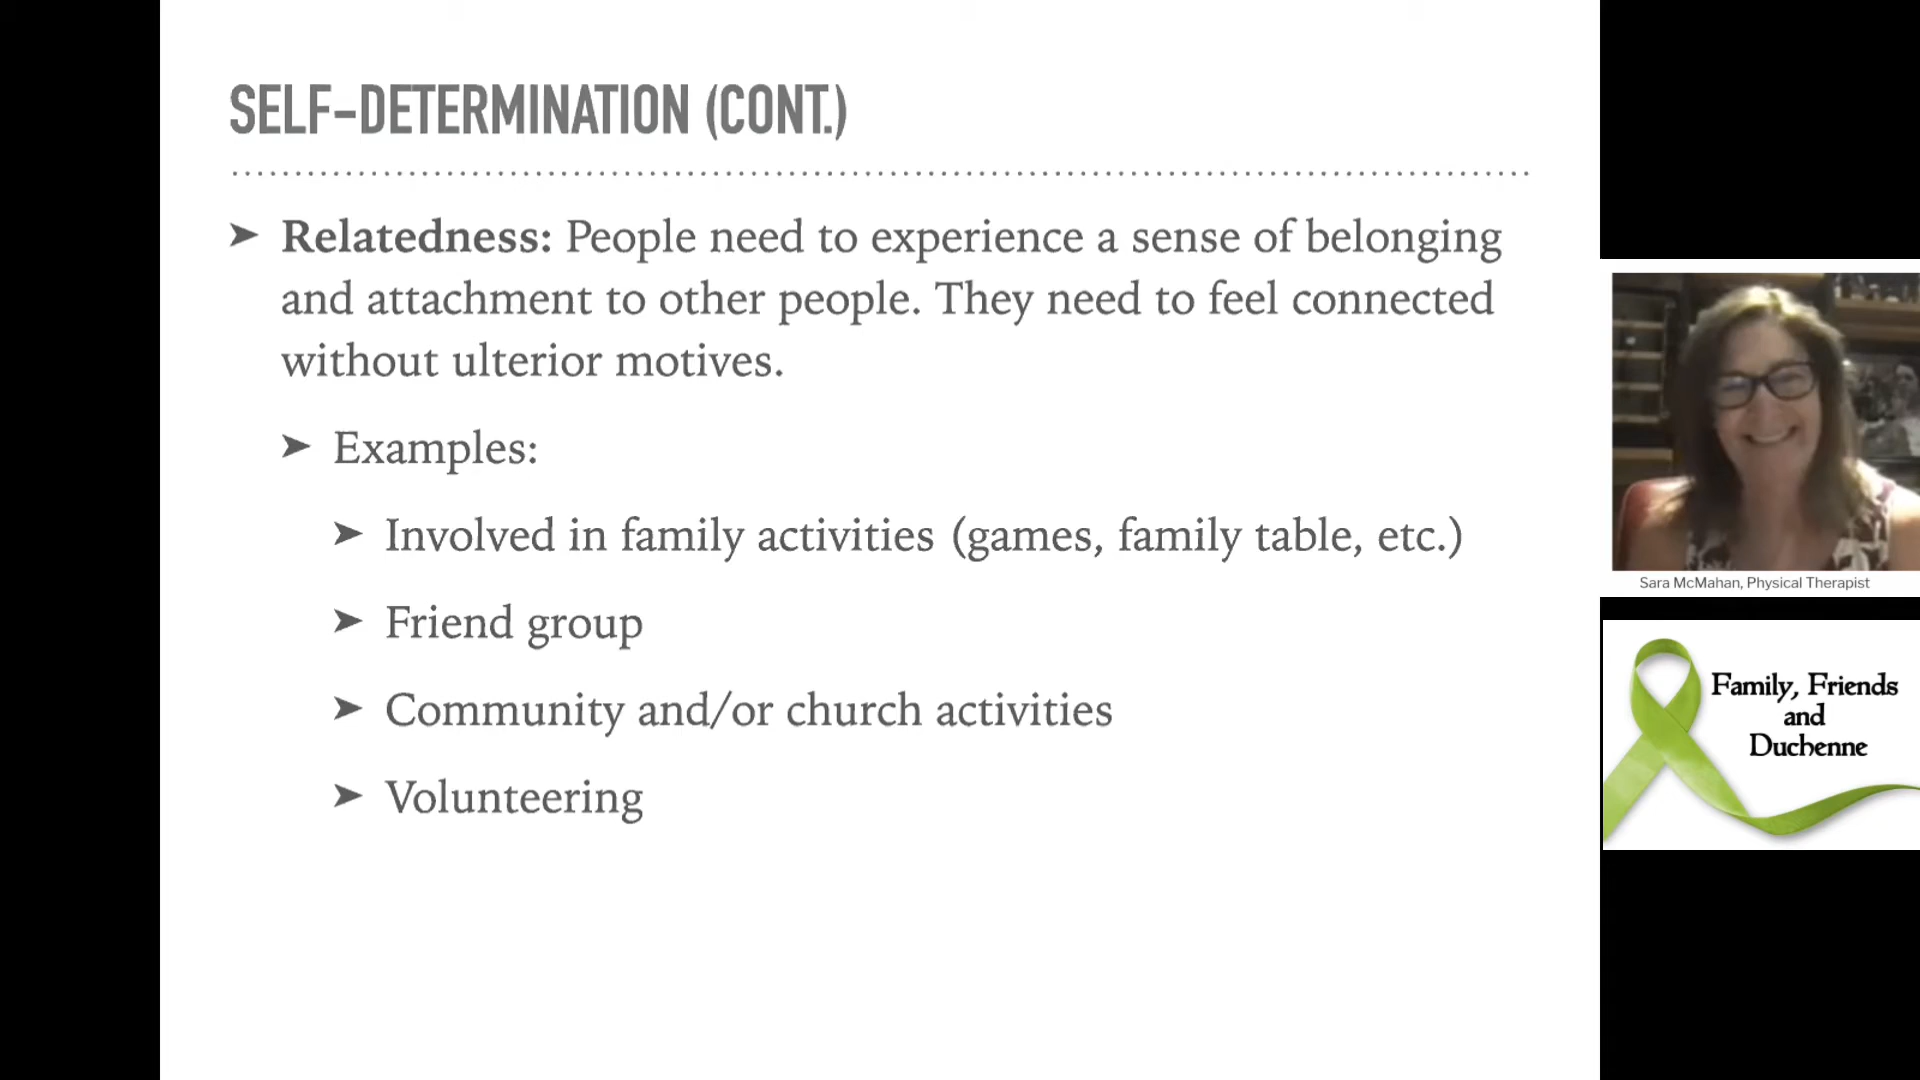 SELF-DETERMINATION (CONT.)
➤ Relatedness: People need to experience a sense of belonging
and attachment to other people. They need to feel connected
without ulterior motives.
➤ Examples:
➤ Involved in family activities (games, family table, etc.)
➤ Friend group
➤ Community and/or church activities
➤ Volunteering
Sara McMahan, Physical Therapist
Family, Friends
and
Duchenne